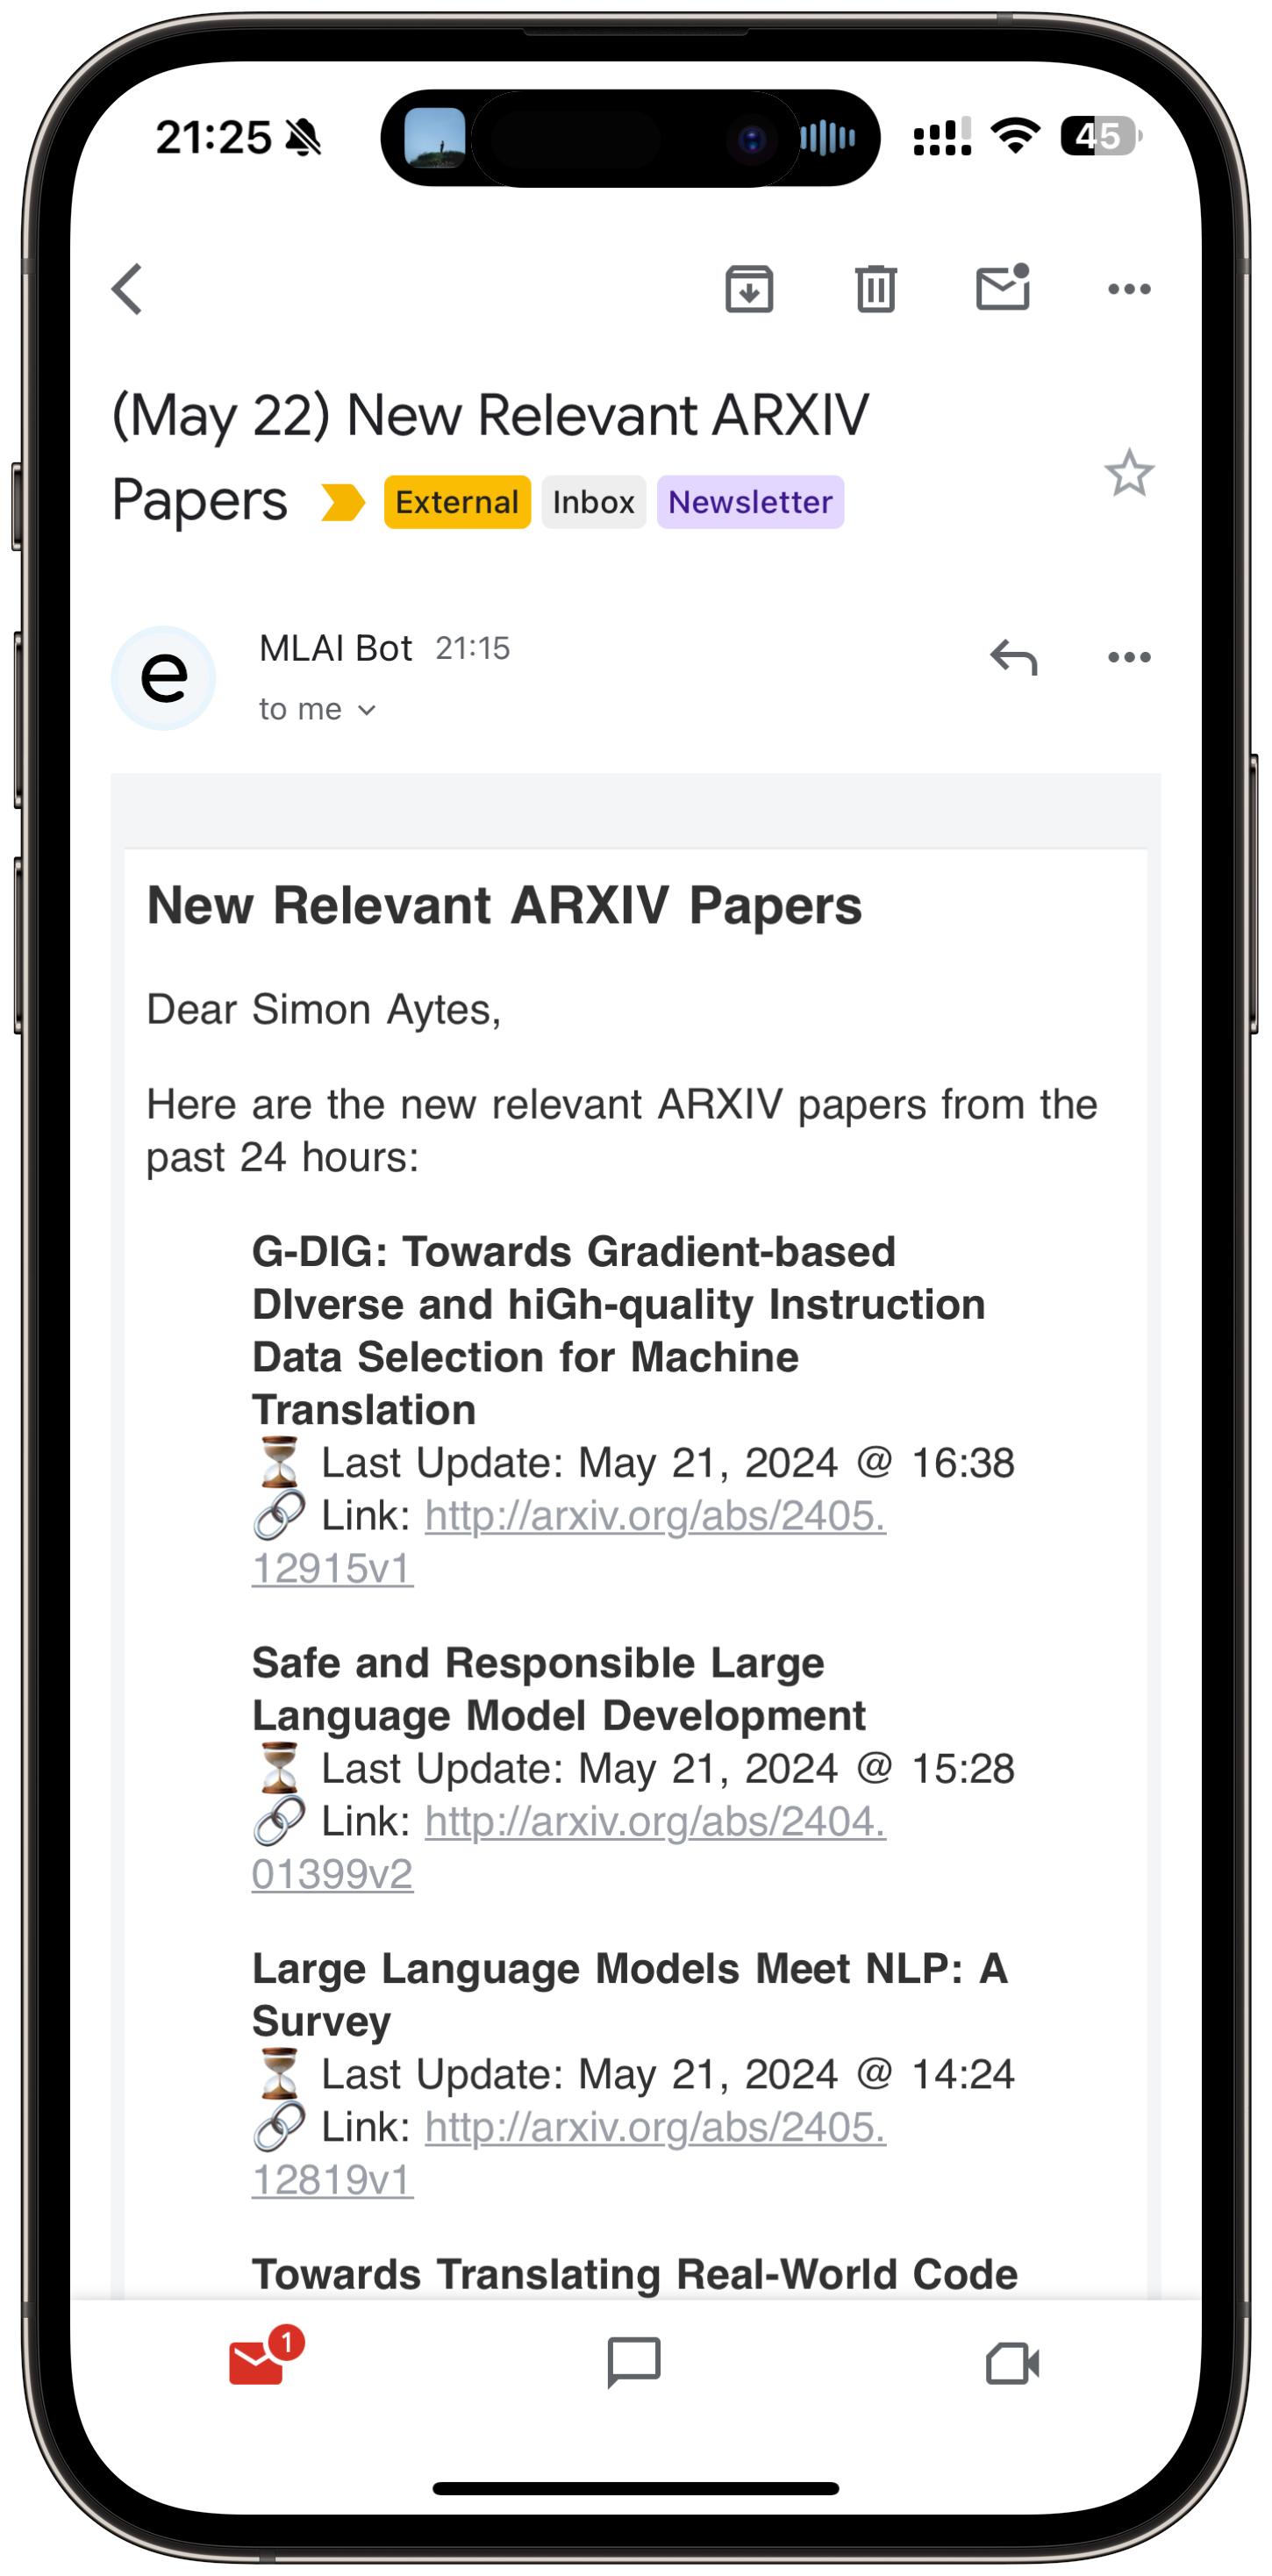 21:25
45
(May 22) New Relevant ARXIV
Papers External Inbox Newsletter
e
MLAI Bot 21:15
to me
New Relevant ARXIV Papers
Dear Simon Aytes,
Here are the new relevant ARXIV papers from the
past 24 hours:
G-DIG: Towards Gradient-based
DIverse and hiGh-quality Instruction
Data Selection for Machine
Translation
⏳ Last Update: May 21, 2024 @ 16:38
🔗 Link: http://arxiv.org/abs/2405.
12915v1
Safe and Responsible Large
Language Model Development
⏳ Last Update: May 21, 2024 @ 15:28
🔗 Link: http://arxiv.org/abs/2404.
01399v2
Large Language Models Meet NLP: A
Survey
⏳ Last Update: May 21, 2024 @ 14:24
🔗 Link: http://arxiv.org/abs/2405.
12819v1
Towards Translating Real-World Code
1